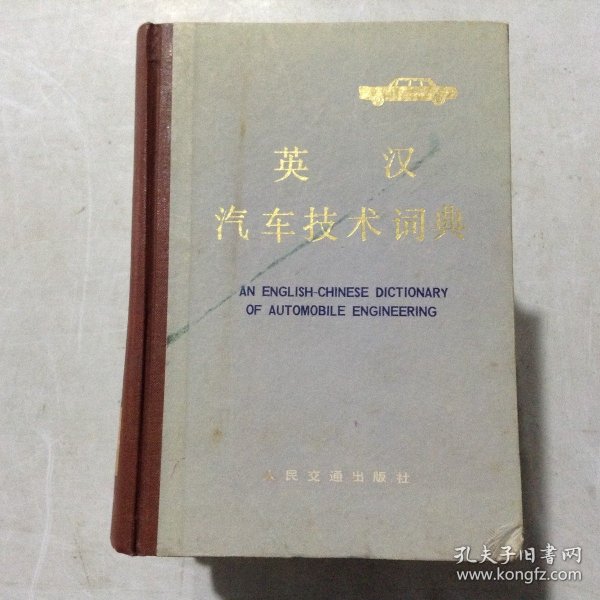 英 汉
汽车技术词典
AN ENGLISH-CHINESE DICTIONARY
OF AUTOMOBILE ENGINEERING
人民交通出版社
孔夫子旧书网
www.kongfz.com